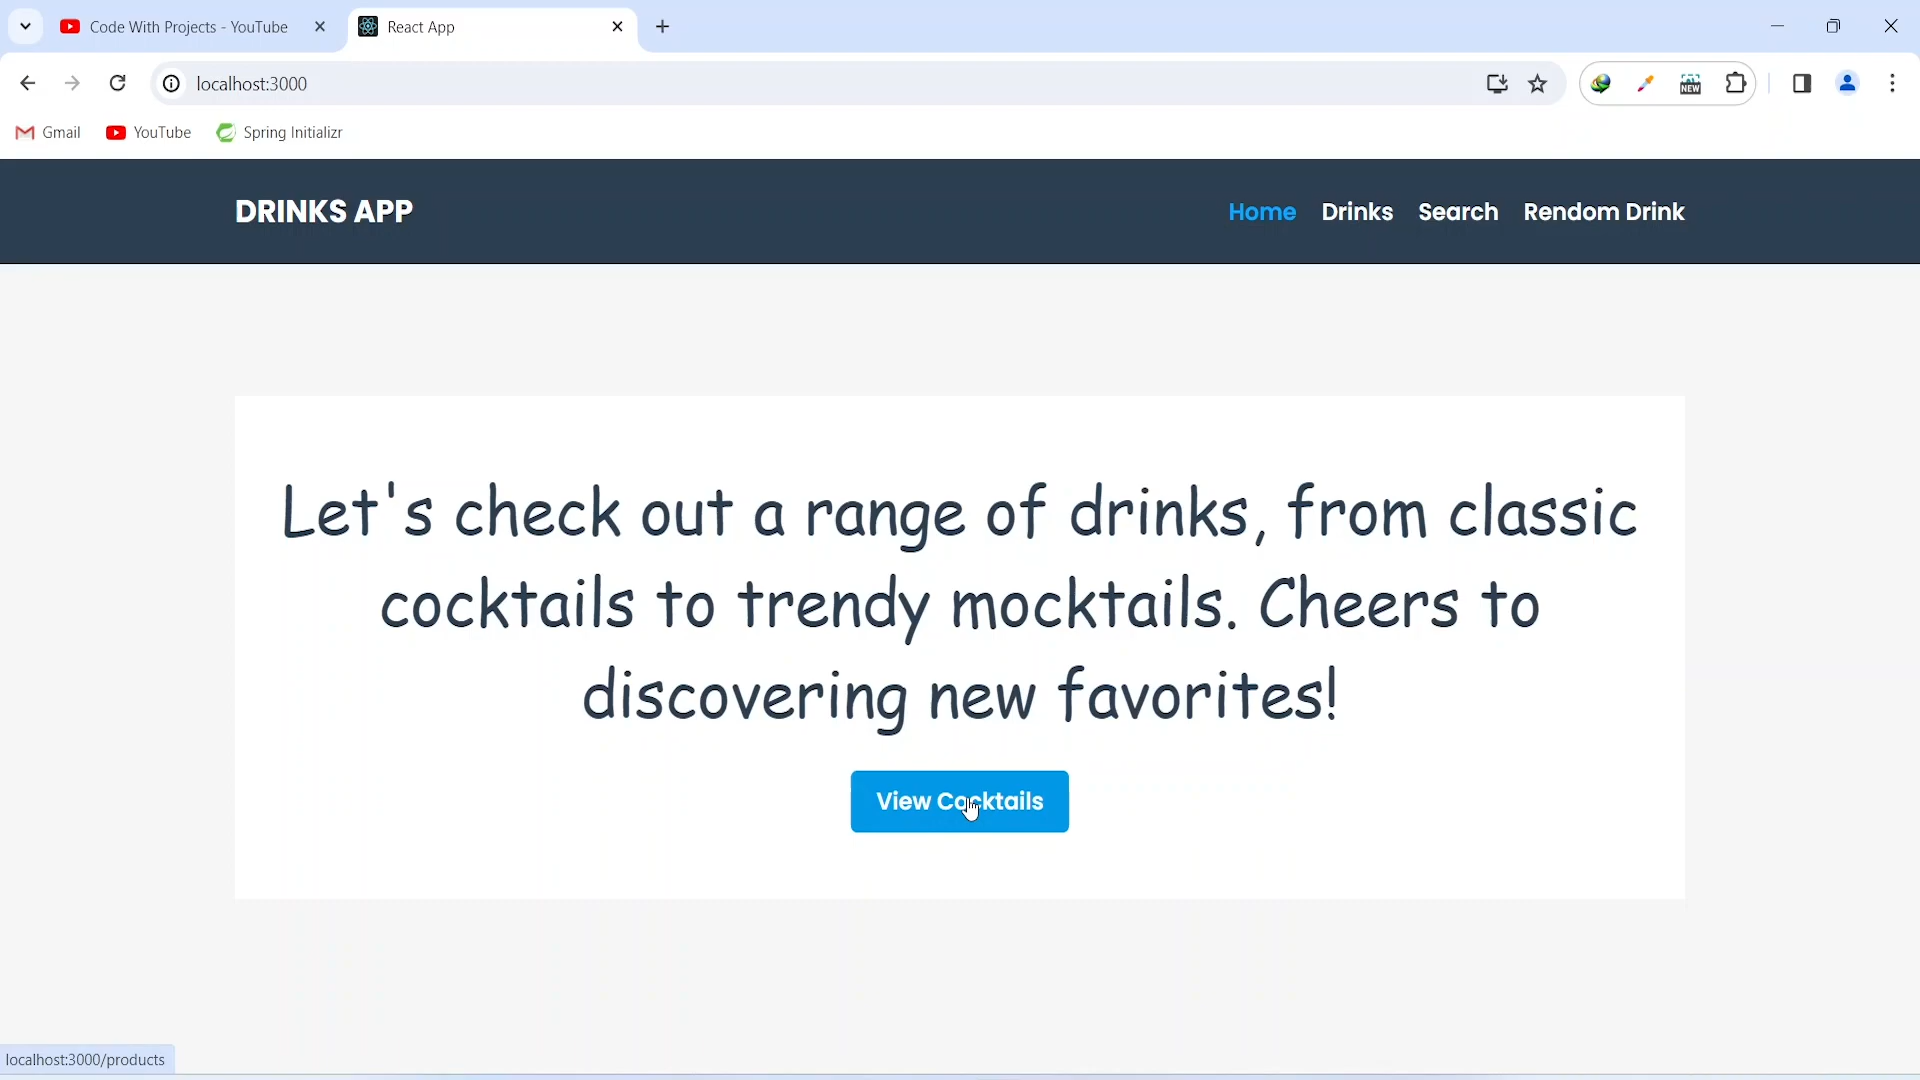 Code With Projects - YouTube
React App
localhost:3000
NEW
Gmail
YouTube
Spring Initializr
DRINKS APP
Home
Drinks
Search
Rendom Drink
Let's check out a range of drinks, from classic
cocktails to trendy mocktails. Cheers to
discovering new favorites!
View Cocktails
localhost:3000/products